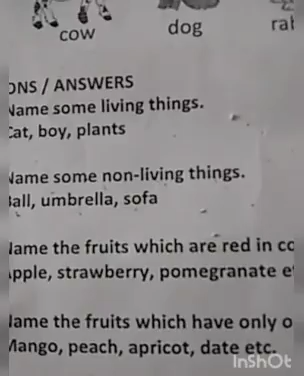 cow dog
ONS / ANSWERS
Name some living things.
Cat, boy, plants
Name some non-living things.
Ball, umbrella, sofa
Name the fruits which are red in
Apple, strawberry, pomegranate
Name the fruits which have only
Mango, peach, apricot, date etc.
InShOt